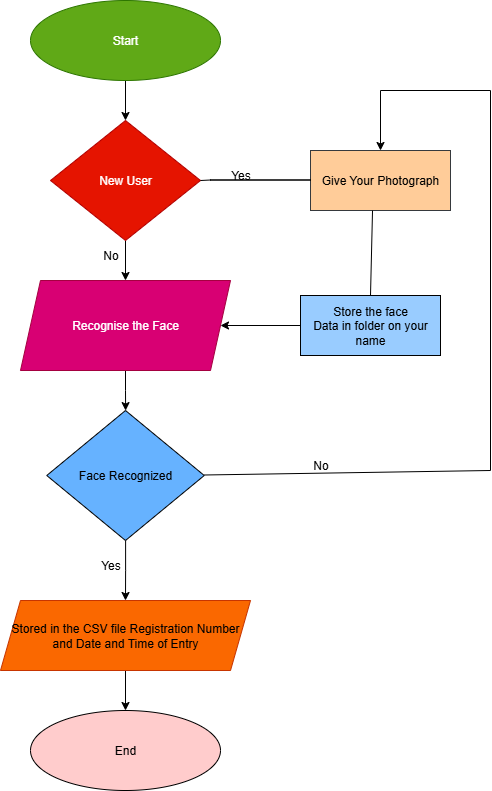 Start
New User
Yes
Give Your Photograph
No
Recognise the Face
Store the face
Data in folder on your
name
Face Recognized
No
Yes
Stored in the CSV file Registration Number
and Date and Time of Entry
End